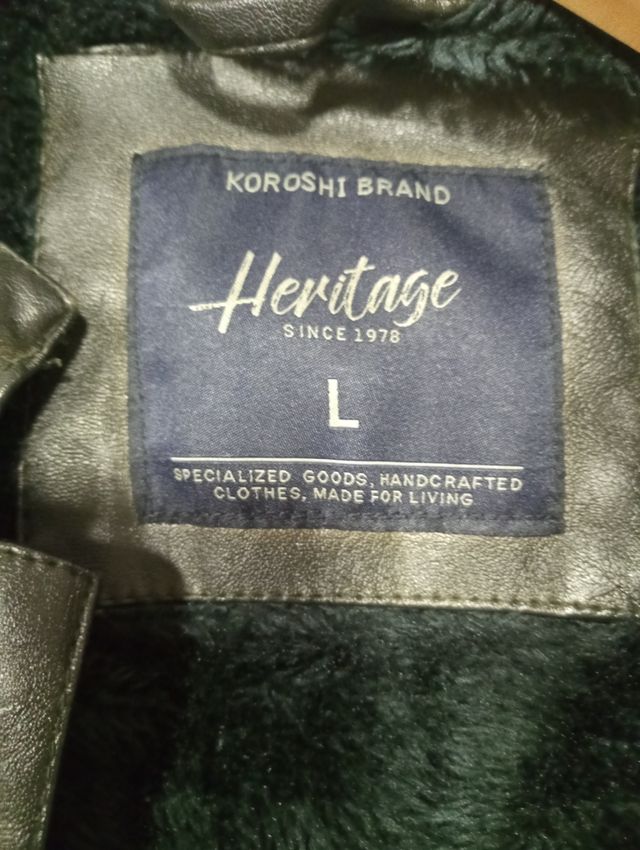 KOROSHI BRAND
Heritage
SINCE 1978
L
SPECIALIZED GOODS, HANDCRAFTED
CLOTHES, MADE FOR LIVING